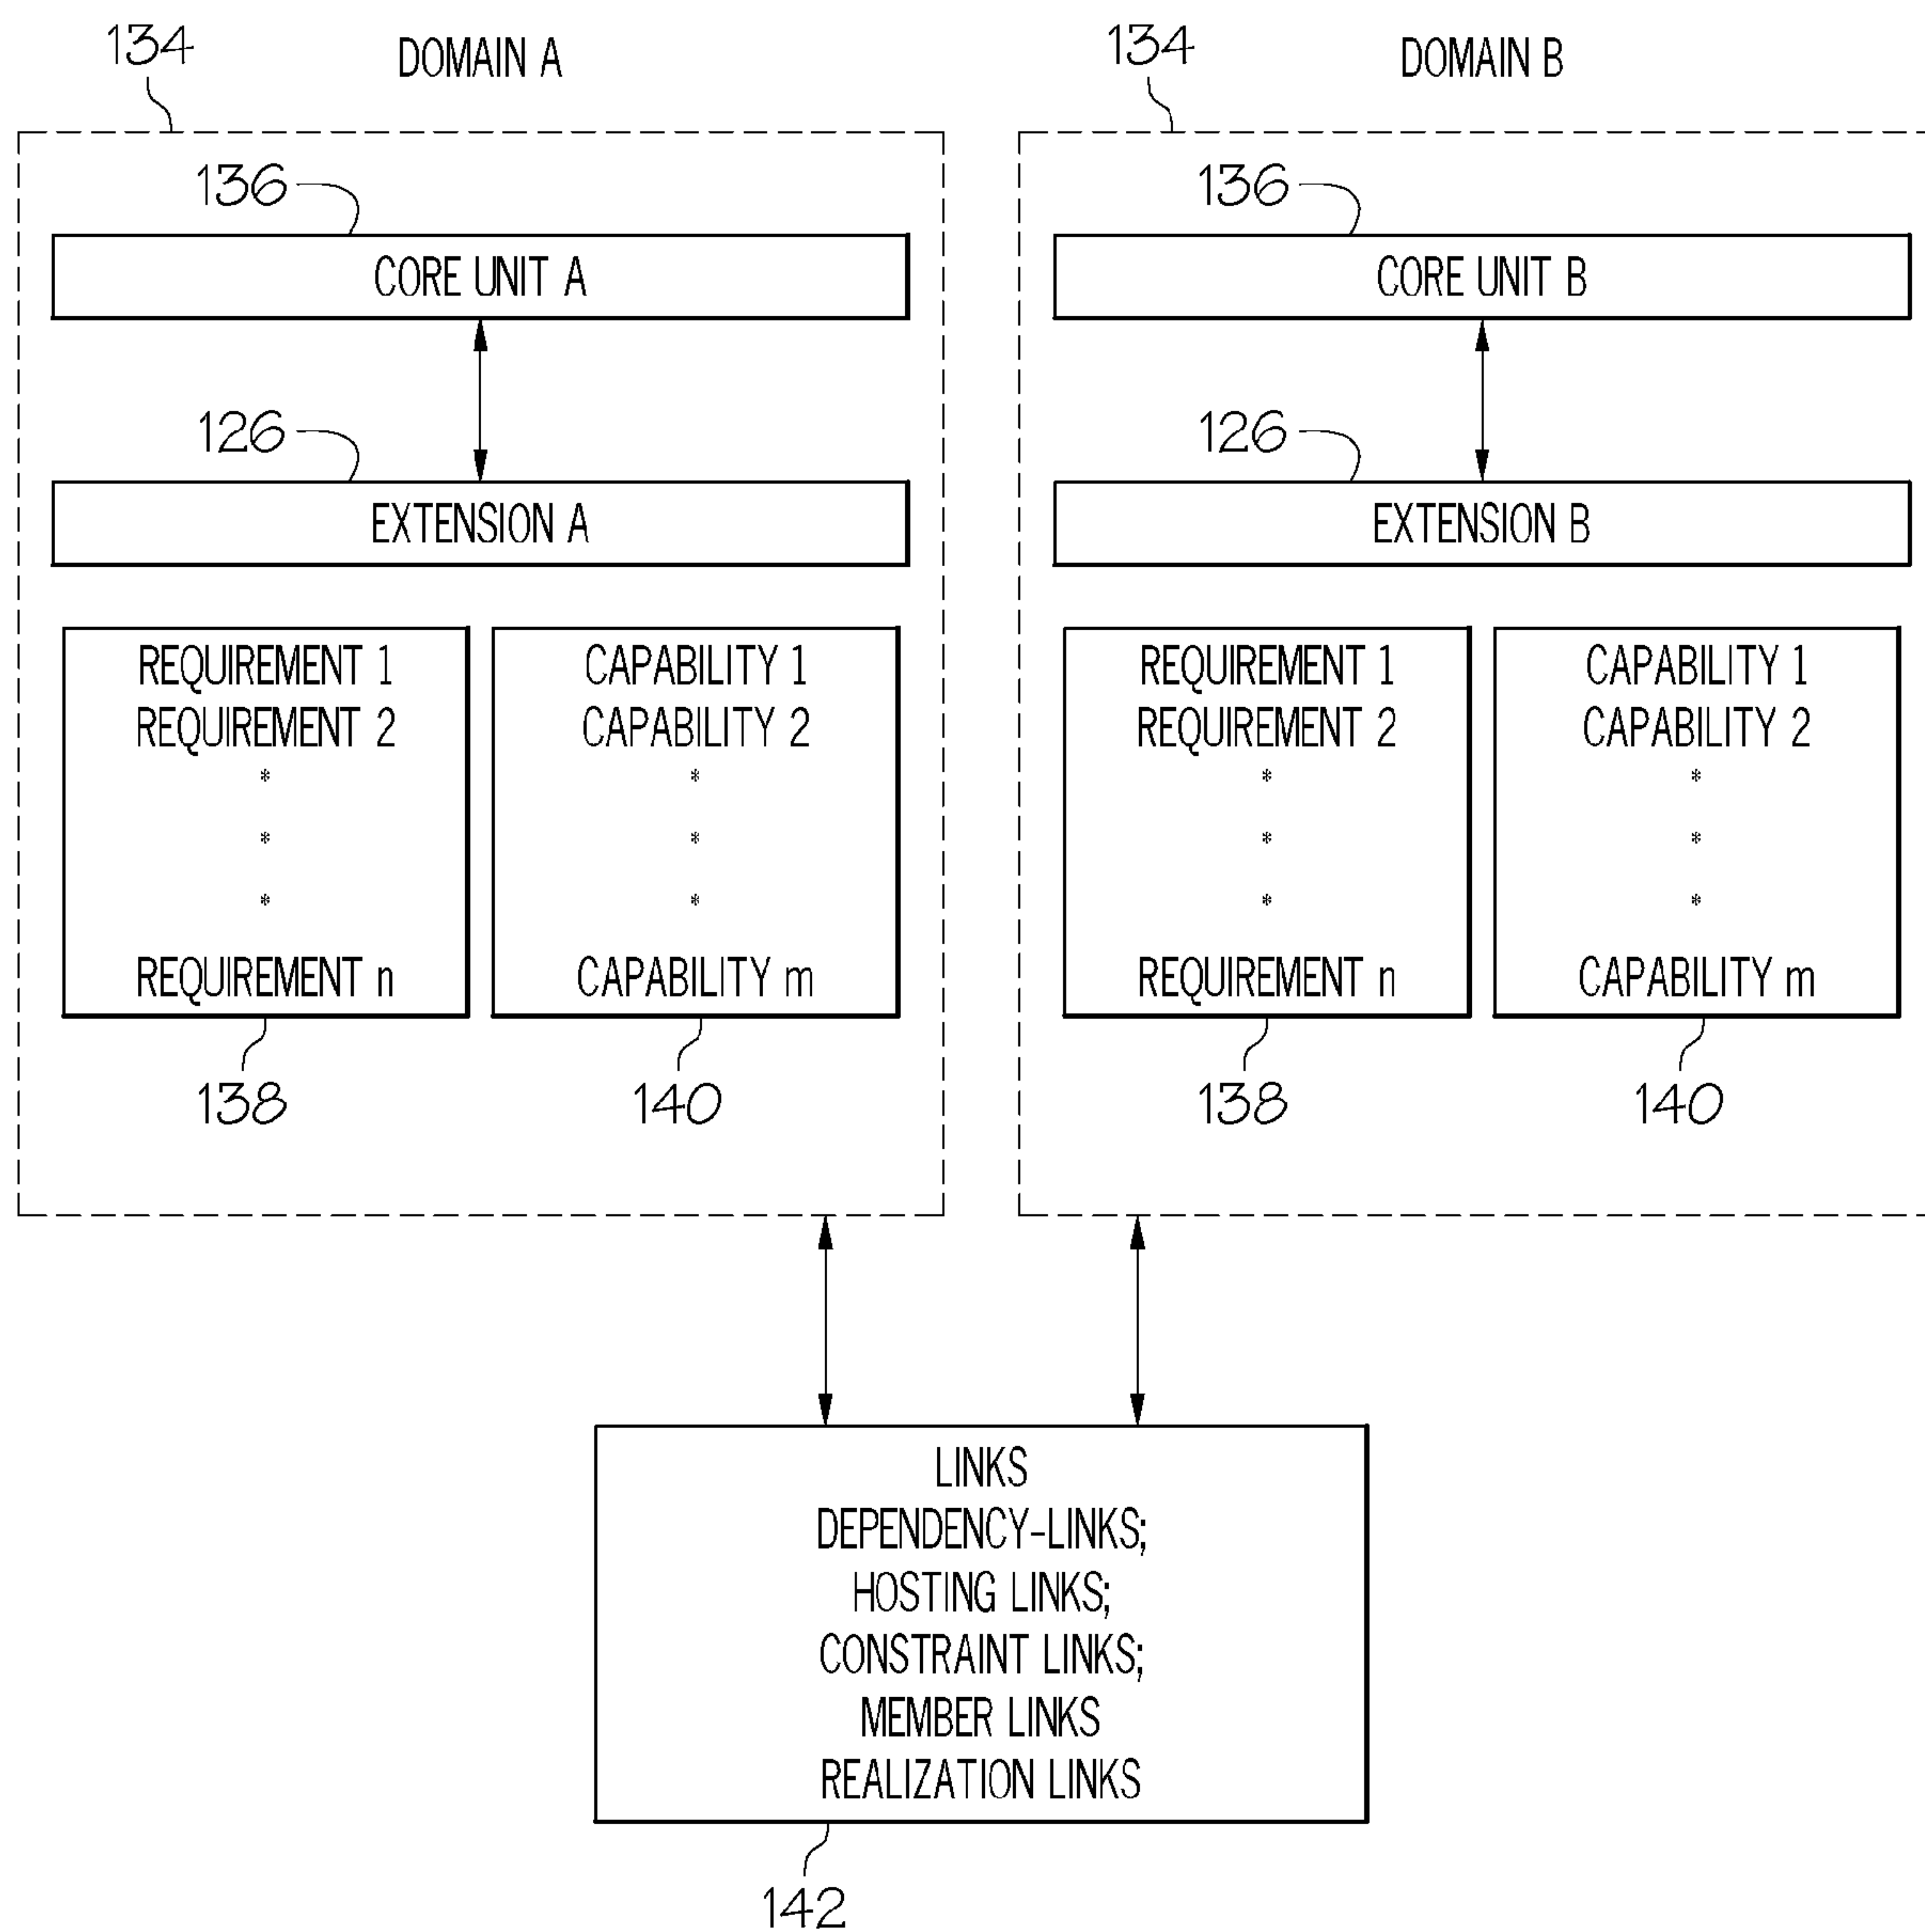 134
DOMAIN A
136
CORE UNIT A
126
EXTENSION A
REQUIREMENT 1
REQUIREMENT 2
*
*
*
REQUIREMENT n
138
CAPABILITY 1
CAPABILITY 2
*
*
*
CAPABILITY m
140
134
DOMAIN B
136
CORE UNIT B
126
EXTENSION B
REQUIREMENT 1
REQUIREMENT 2
*
*
*
REQUIREMENT n
138
CAPABILITY 1
CAPABILITY 2
*
*
*
CAPABILITY m
140
LINKS
DEPENDENCY-LINKS;
HOSTING LINKS;
CONSTRAINT LINKS;
MEMBER LINKS
REALIZATION LINKS
142